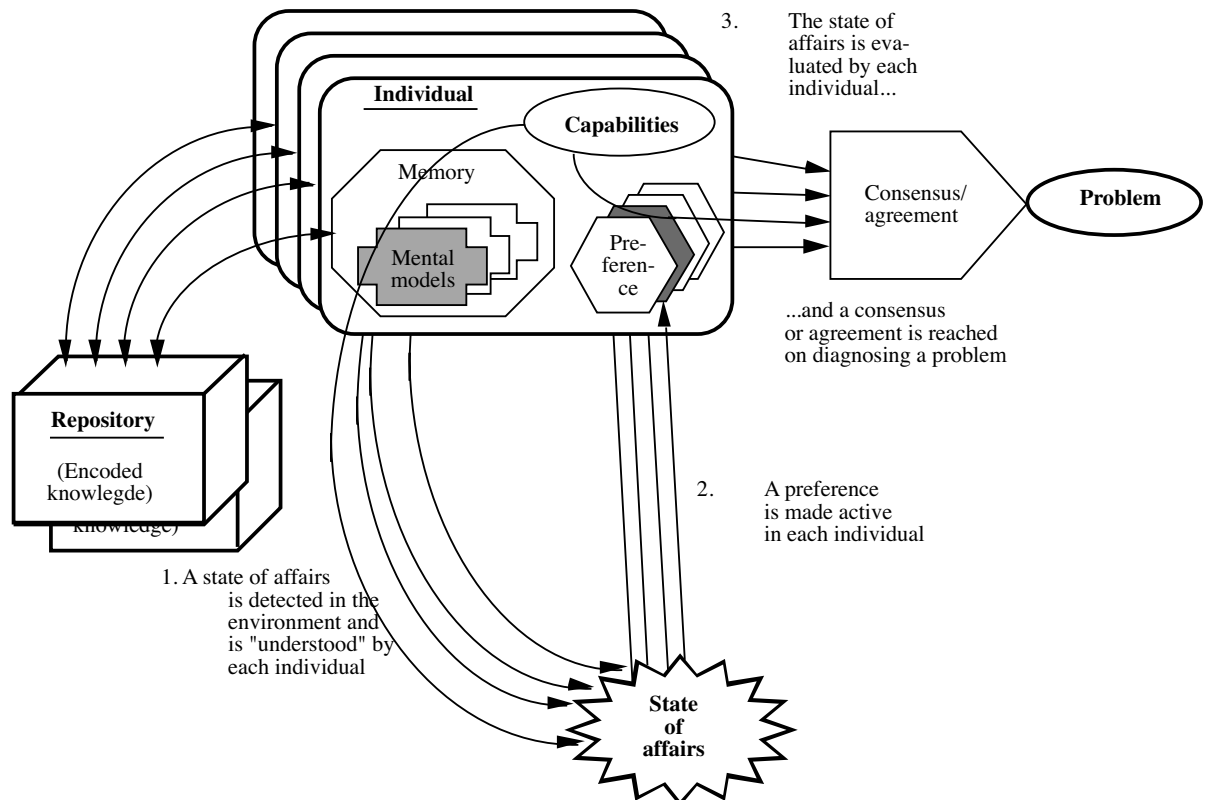 3. The state of
affairs is eva-
luated by each
individual...
Individual
Capabilities
Memory
Mental
models
Pre-
feren-
ce
Consensus/
agreement
Problem
...and a consensus
or agreement is reached
on diagnosing a problem
Repository
(Encoded
knowlegde)
knowledge)
2. A preference
is made active
in each individual
1. A state of affairs
is detected in the
environment and
is "understood" by
each individual
State
of
affairs